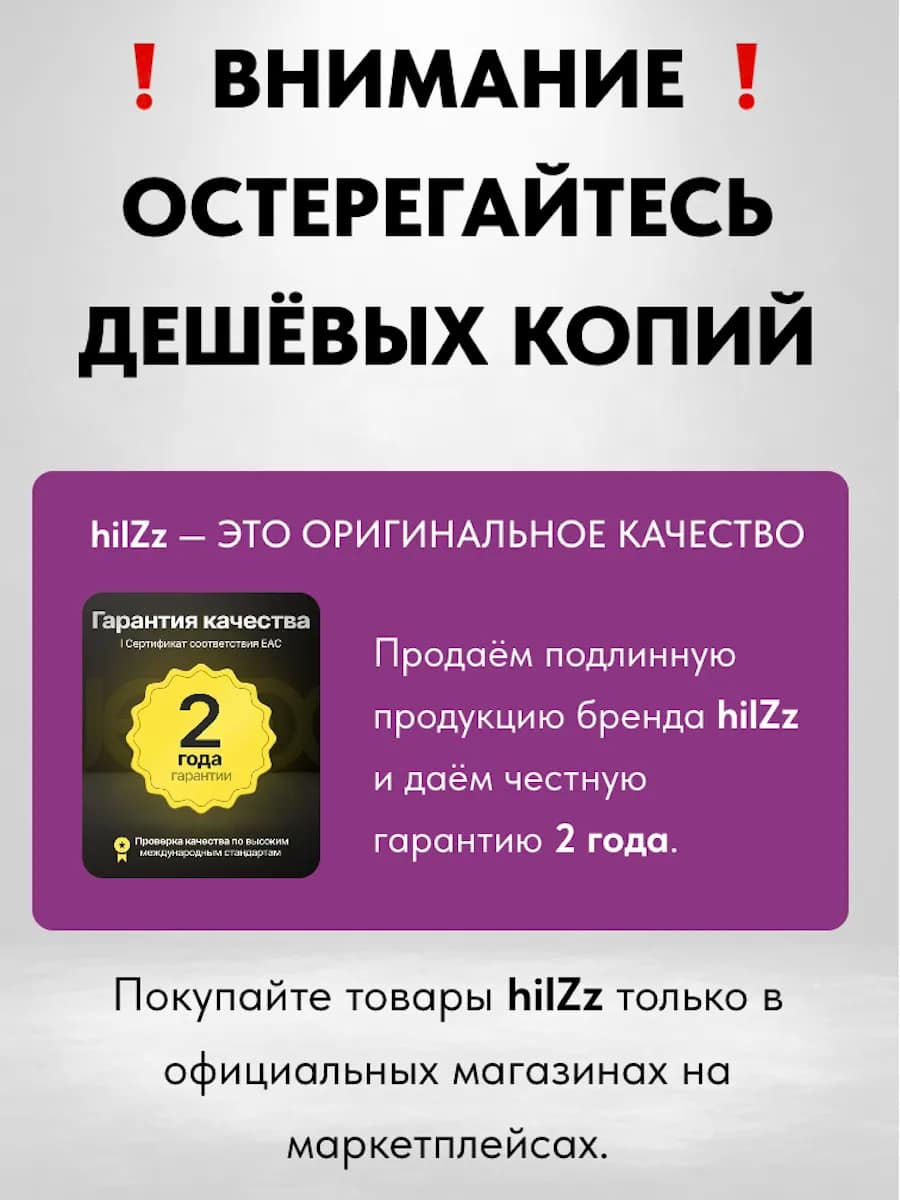 ❗ ВНИМАНИЕ ❗
ОСТЕРЕГАЙТЕСЬ
ДЕШЁВЫХ КОПИЙ
hilZz – ЭТО ОРИГИНАЛЬНОЕ КАЧЕСТВО
Гарантия качества
| Сертификат соответствия ЕАС
2
года
гарантии
Проверка качества по высоким
международным стандартам
Продаём подлинную
продукцию бренда hilZz
и даём честную
гарантию 2 года.
Покупайте товары hilZz только в
официальных магазинах на
маркетплейсах.